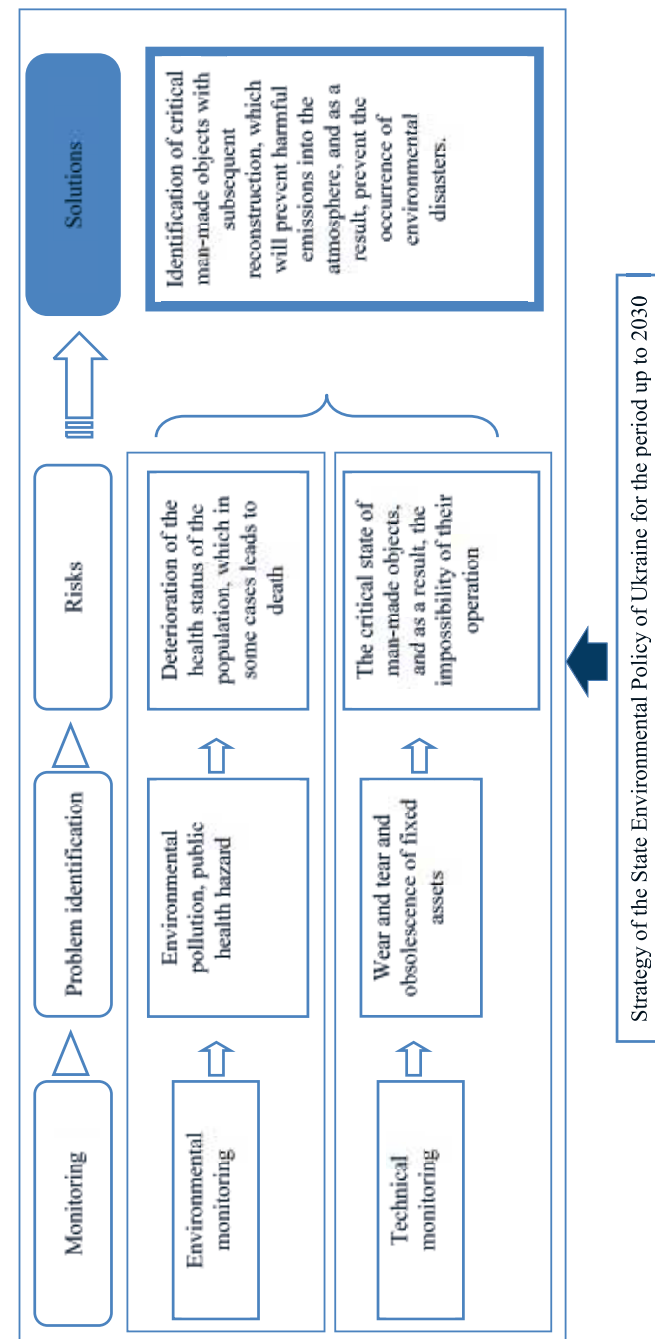 Monitoring
Problem identification
Risks
Solutions
Environmental
monitoring
Environmental
pollution, public
health hazard
Deterioration of the
health status of the
population, which in
some cases leads to
death
Technical
monitoring
Wear and tear and
obsolescence of fixed
assets
The critical state of
man-made objects,
and as a result, the
impossibility of their
operation
Identification of critical
man-made objects with
subsequent
reconstruction, which
will prevent harmful
emissions into the
atmosphere, and as a
result, prevent the
occurrence of
environmental
disasters.
Strategy of the State Environmental Policy of Ukraine for the period up to 2030